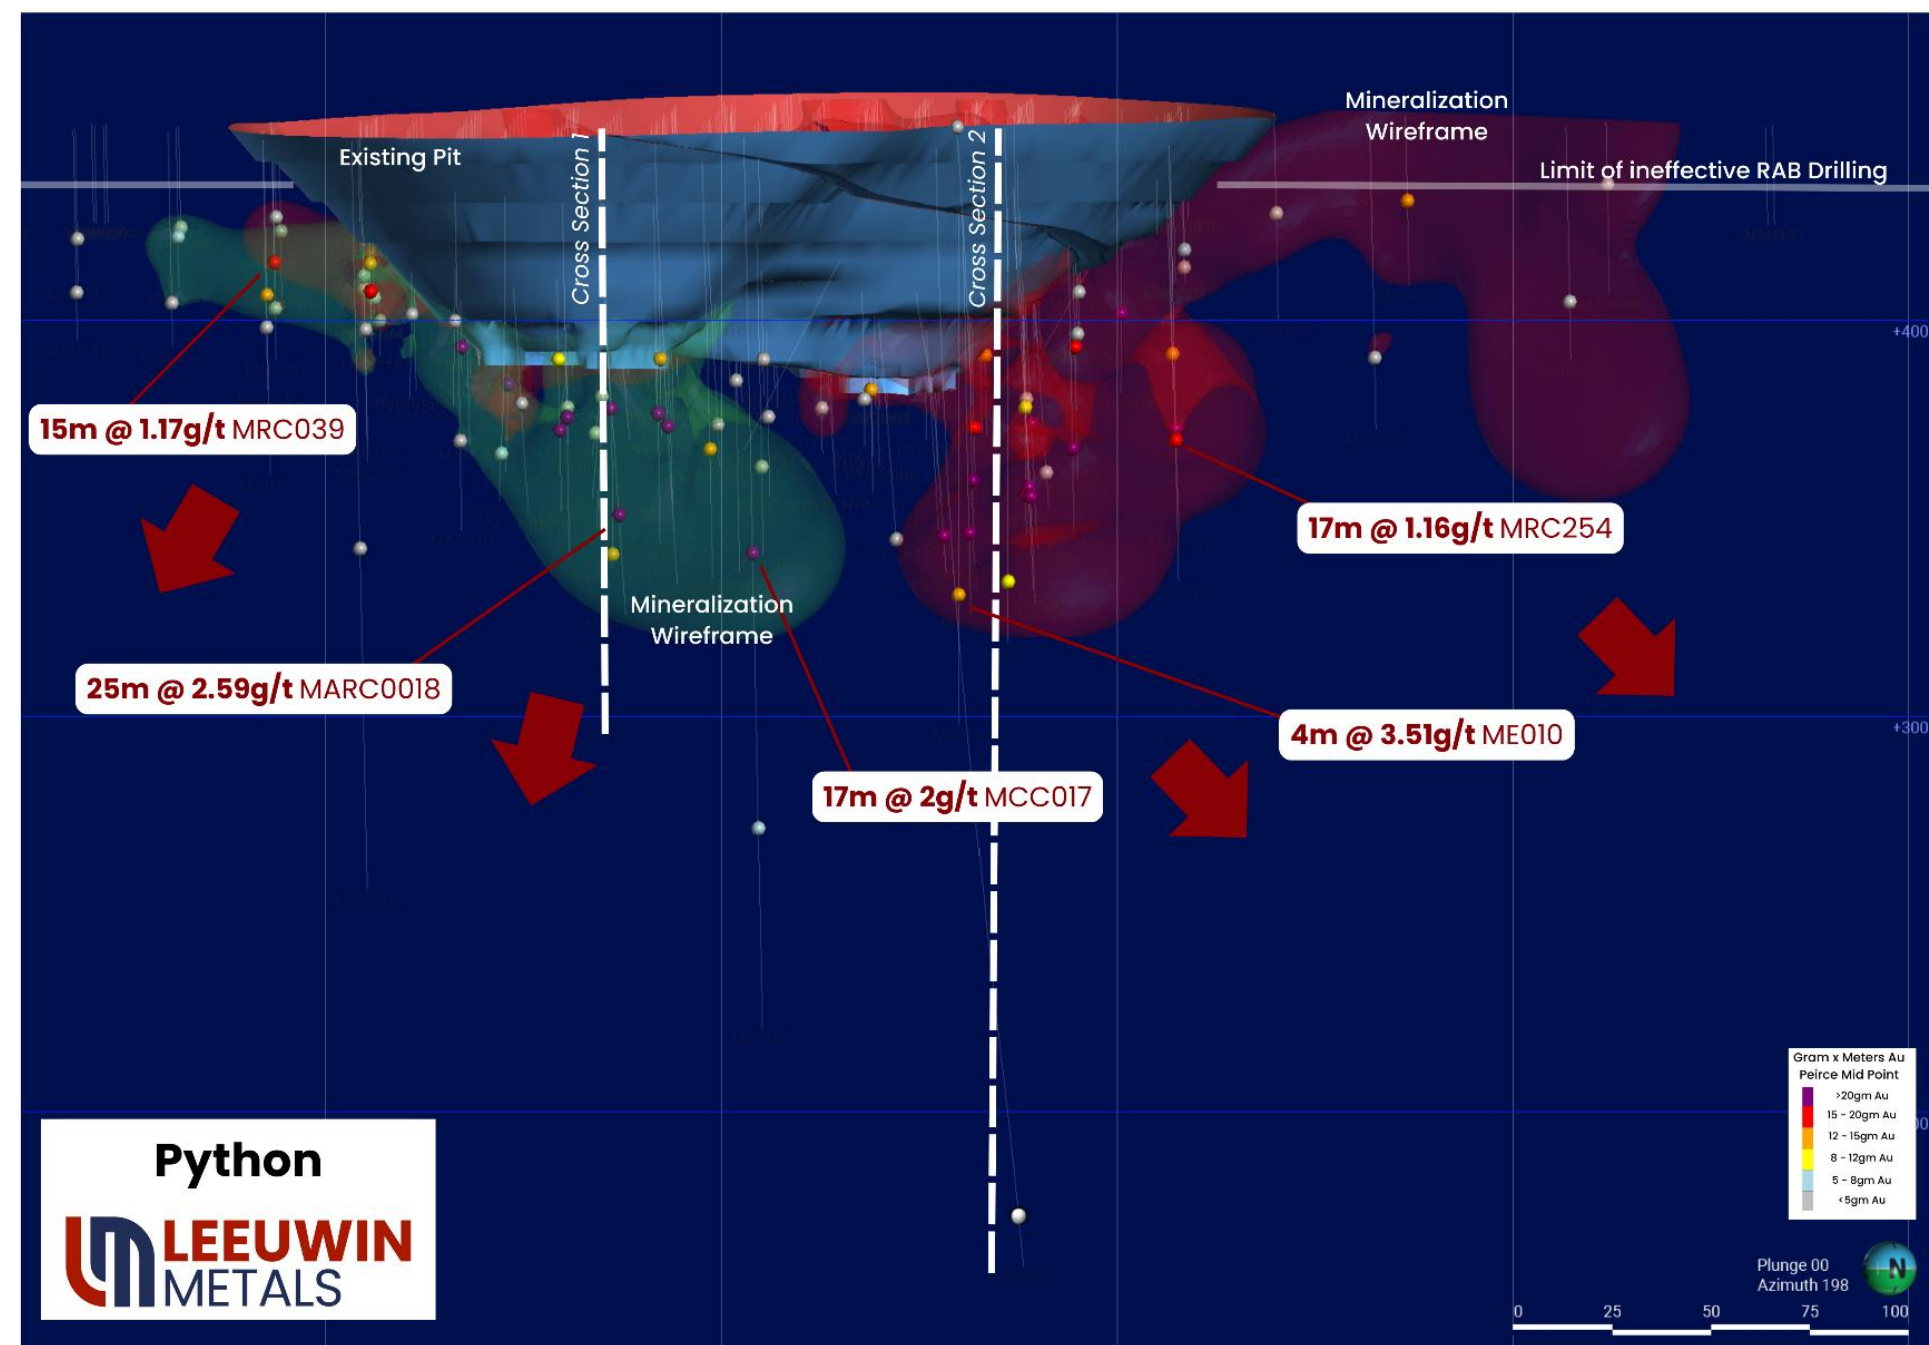 Mineralization
Wireframe
Existing Pit
Limit of ineffective RAB Drilling
Cross Section 1
Cross Section 2
+400
15m @ 1.17g/t MRC039
17m @ 1.16g/t MRC254
Mineralization
Wireframe
25m @ 2.59g/t MARC0018
+300
4m @ 3.51g/t ME010
17m @ 2g/t MCC017
Gram x Meters Au
Peirce Mid Point
>20gm Au
15 - 20gm Au
12 - 15gm Au
8 - 12gm Au
5 - 8gm Au
<5gm Au
Python
LEEUWIN
METALS
Plunge 00
Azimuth 198
N
0 25 50 75 100